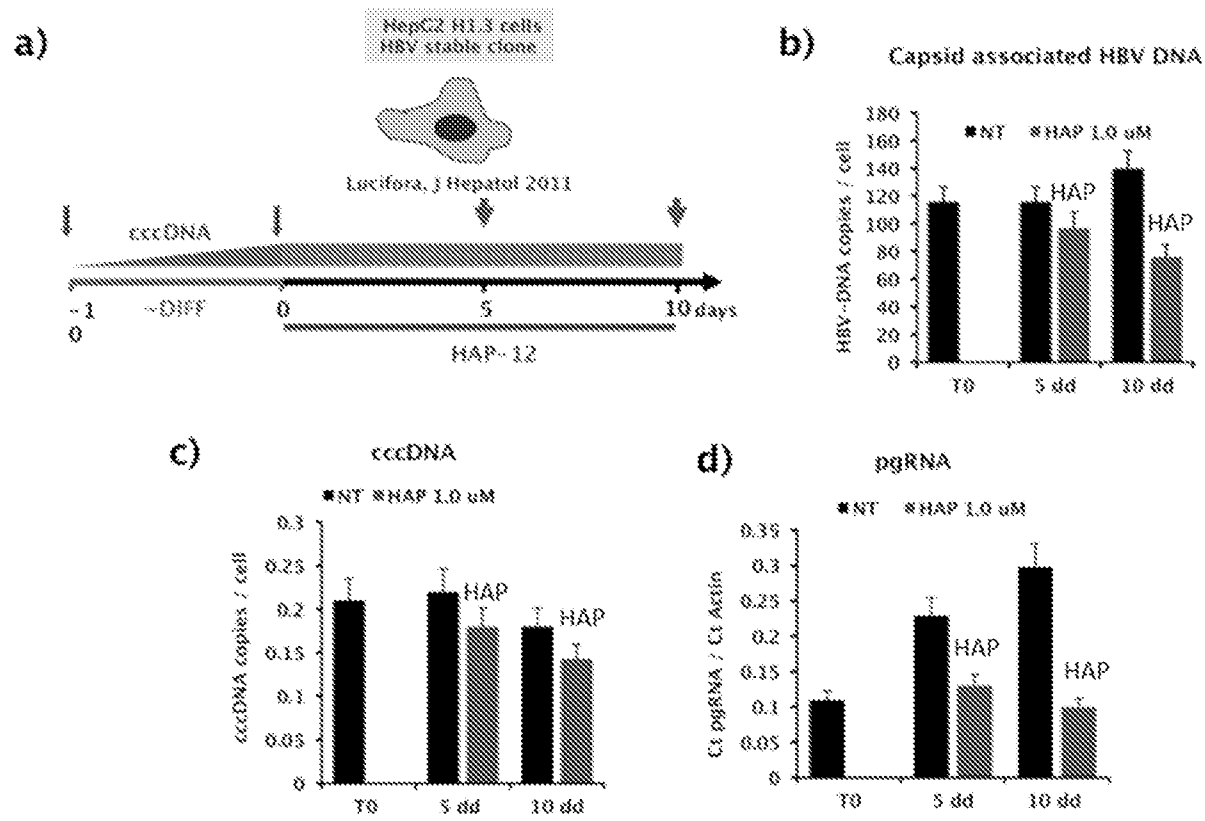 a)
HepG2 H1.3 cells
HBV stable clone
Lucifora, J Hepatol 2011
cccDNA
~1
0
~DIFF
0
5
10 days
HAP-12
b)
Capsid associated HBV DNA
HBV-DNA copies / cell
180
160
140
120
100
80
60
40
20
0
NT HAP 1.0 uM
HAP
HAP
T0
5 dd
10 dd
c)
cccDNA
NT HAP 1.0 uM
cccDNA copies / cell
0.3
0.25
0.2
0.15
0.1
0.05
0
HAP
HAP
T0
5 dd
10 dd
d)
pgRNA
NT HAP 1.0 uM
Ct pgRNA / Ct Actin
0.35
0.3
0.25
0.2
0.15
0.1
0.05
0
HAP
HAP
T0
5 dd
10 dd